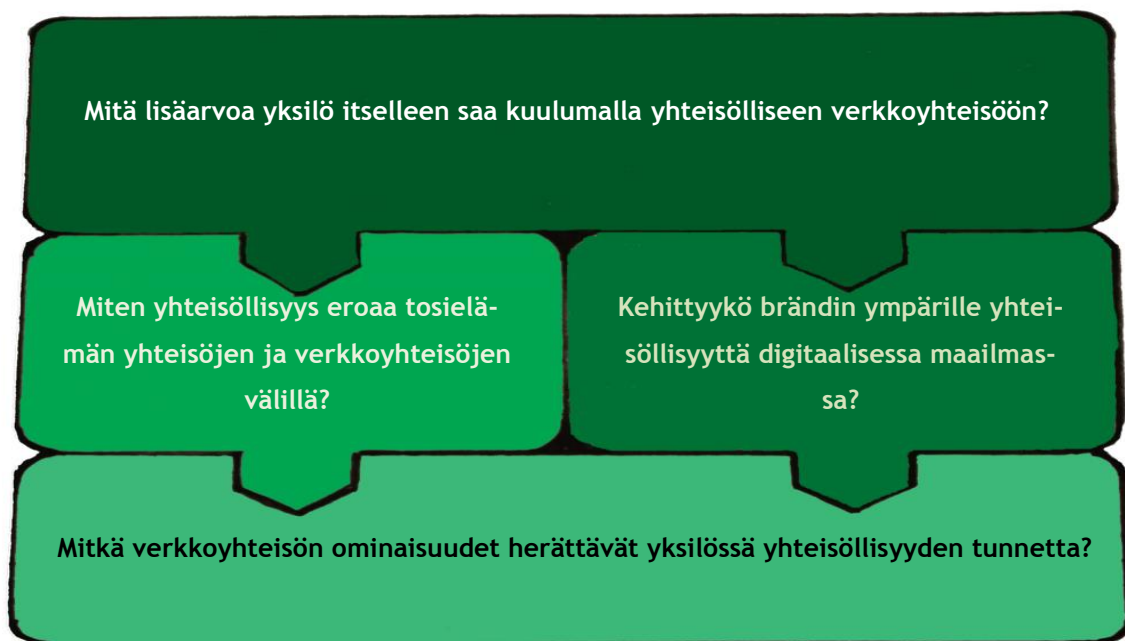 Mitä lisäarvoa yksilö itselleen saa kuulumalla yhteisölliseen verkkoyhteisöön?
Miten yhteisöllisyys eroaa tosielä-
män yhteisöjen ja verkkoyhteisöjen
välillä?
Kehittyykö brändin ympärille yhtei-
söllisyyttä digitaalisessa maailmas-
sa?
Mitkä verkkoyhteisön ominaisuudet herättävät yksilössä yhteisöllisyyden tunnetta?